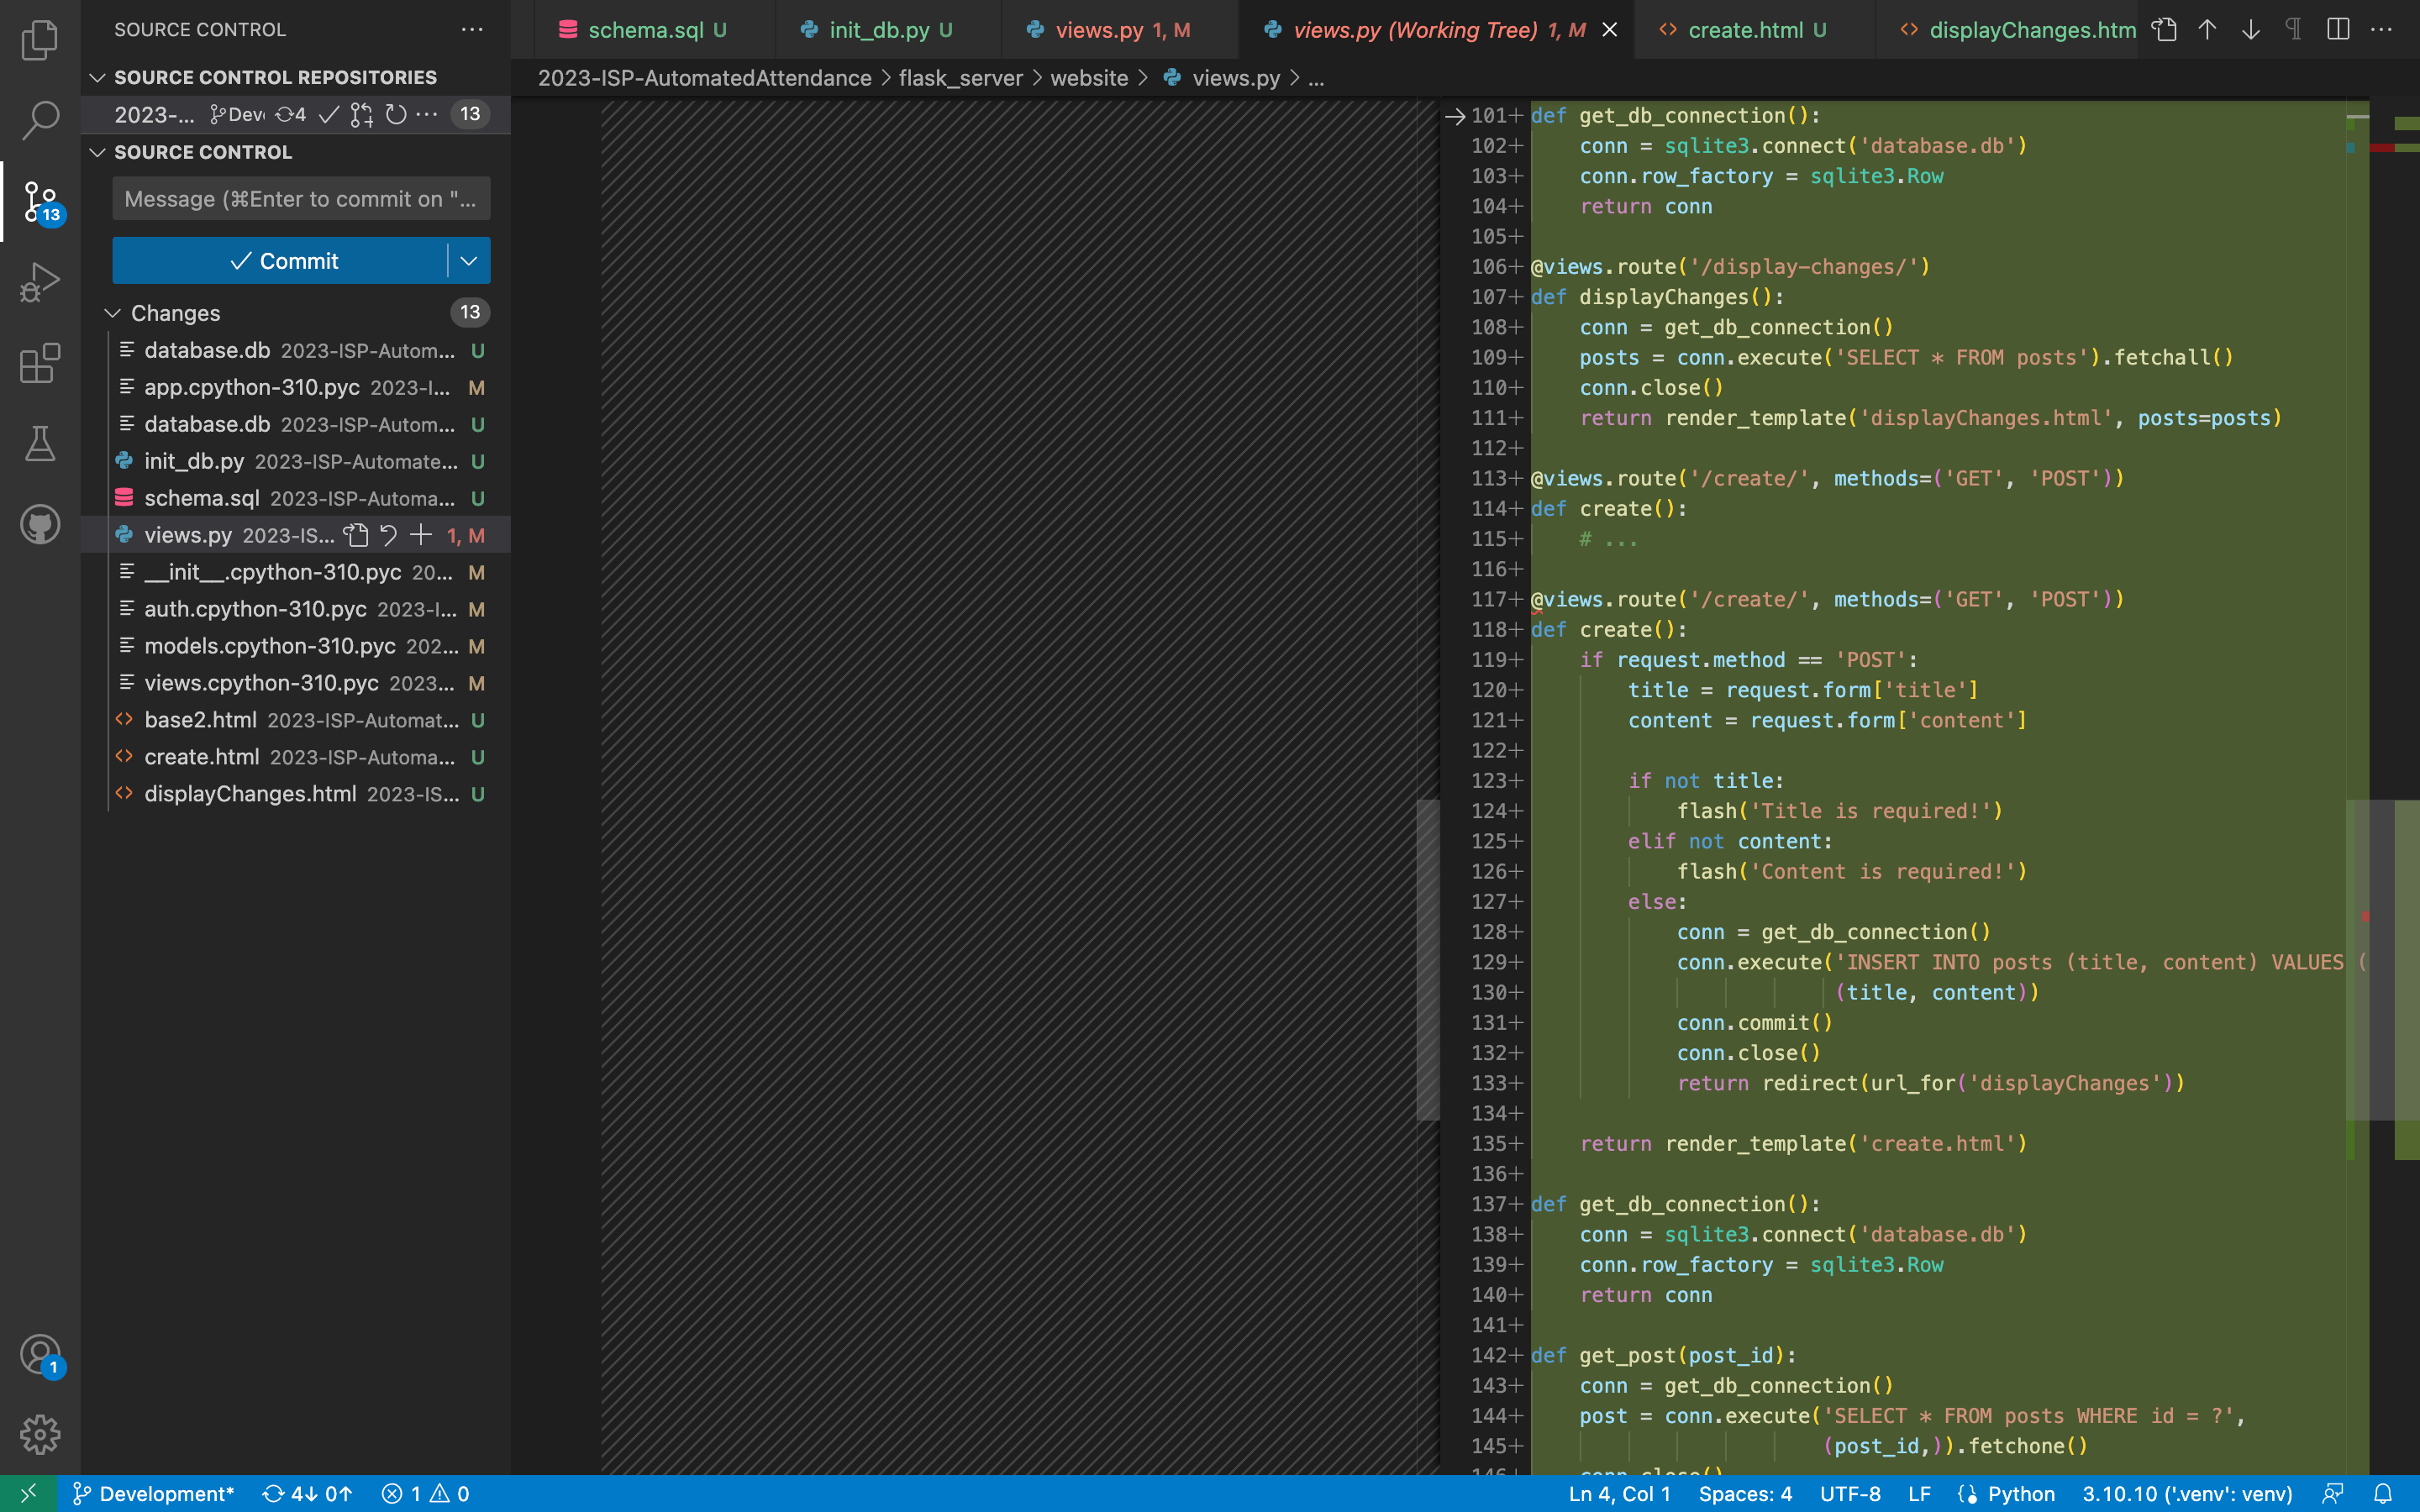 SOURCE CONTROL
SOURCE CONTROL REPOSITORIES
2023-... Dev 4 13
SOURCE CONTROL
Message (⌘Enter to commit on "...
Commit
Changes 13
database.db 2023-ISP-Autom... U
app.cpython-310.pyc 2023-I... M
database.db 2023-ISP-Autom... U
init_db.py 2023-ISP-Automate... U
schema.sql 2023-ISP-Automa... U
views.py 2023-IS... 1, M
__init__.cpython-310.pyc 20... M
auth.cpython-310.pyc 2023-I... M
models.cpython-310.pyc 202... M
views.cpython-310.pyc 2023... M
base2.html 2023-ISP-Automat... U
create.html 2023-ISP-Automa... U
displayChanges.html 2023-IS... U
13
1
schema.sql U
init_db.py U
views.py 1, M
views.py (Working Tree) 1, M
create.html U
displayChanges.htm
2023-ISP-AutomatedAttendance > flask_server > website > views.py > ...
101+ def get_db_connection():
102+ conn = sqlite3.connect('database.db')
103+ conn.row_factory = sqlite3.Row
104+ return conn
105+
106+ @views.route('/display-changes/')
107+ def displayChanges():
108+ conn = get_db_connection()
109+ posts = conn.execute('SELECT * FROM posts').fetchall()
110+ conn.close()
111+ return render_template('displayChanges.html', posts=posts)
112+
113+ @views.route('/create/', methods=('GET', 'POST'))
114+ def create():
115+ # ...
116+
117+ @views.route('/create/', methods=('GET', 'POST'))
118+ def create():
119+ if request.method == 'POST':
120+ title = request.form['title']
121+ content = request.form['content']
122+
123+ if not title:
124+ flash('Title is required!')
125+ elif not content:
126+ flash('Content is required!')
127+ else:
128+ conn = get_db_connection()
129+ conn.execute('INSERT INTO posts (title, content) VALUES (
130+ (title, content))
131+ conn.commit()
132+ conn.close()
133+ return redirect(url_for('displayChanges'))
134+
135+ return render_template('create.html')
136+
137+ def get_db_connection():
138+ conn = sqlite3.connect('database.db')
139+ conn.row_factory = sqlite3.Row
140+ return conn
141+
142+ def get_post(post_id):
143+ conn = get_db_connection()
144+ post = conn.execute('SELECT * FROM posts WHERE id = ?',
145+ (post_id,)).fetchone()
146+ conn.close()
Development* 4↓ 0↑ 1 0
Ln 4, Col 1 Spaces: 4 UTF-8 LF Python 3.10.10 ('.venv': venv)